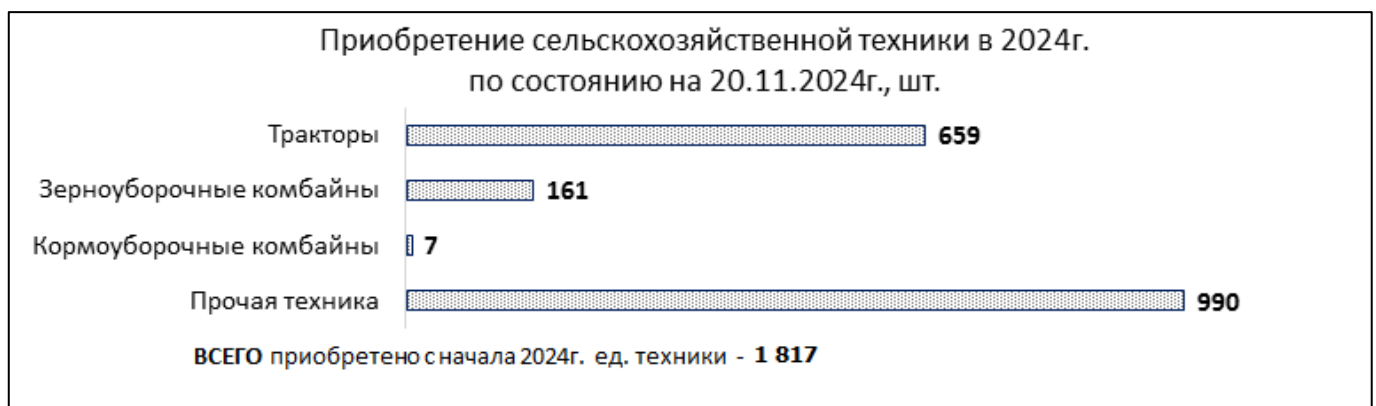 Приобретение сельскохозяйственной техники в 2024г.
по состоянию на 20.11.2024г., шт.
Тракторы 659
Зерноуборочные комбайны 161
Кормоуборочные комбайны 7
Прочая техника 990
ВСЕГО приобретено с начала 2024г. ед. техники - 1 817